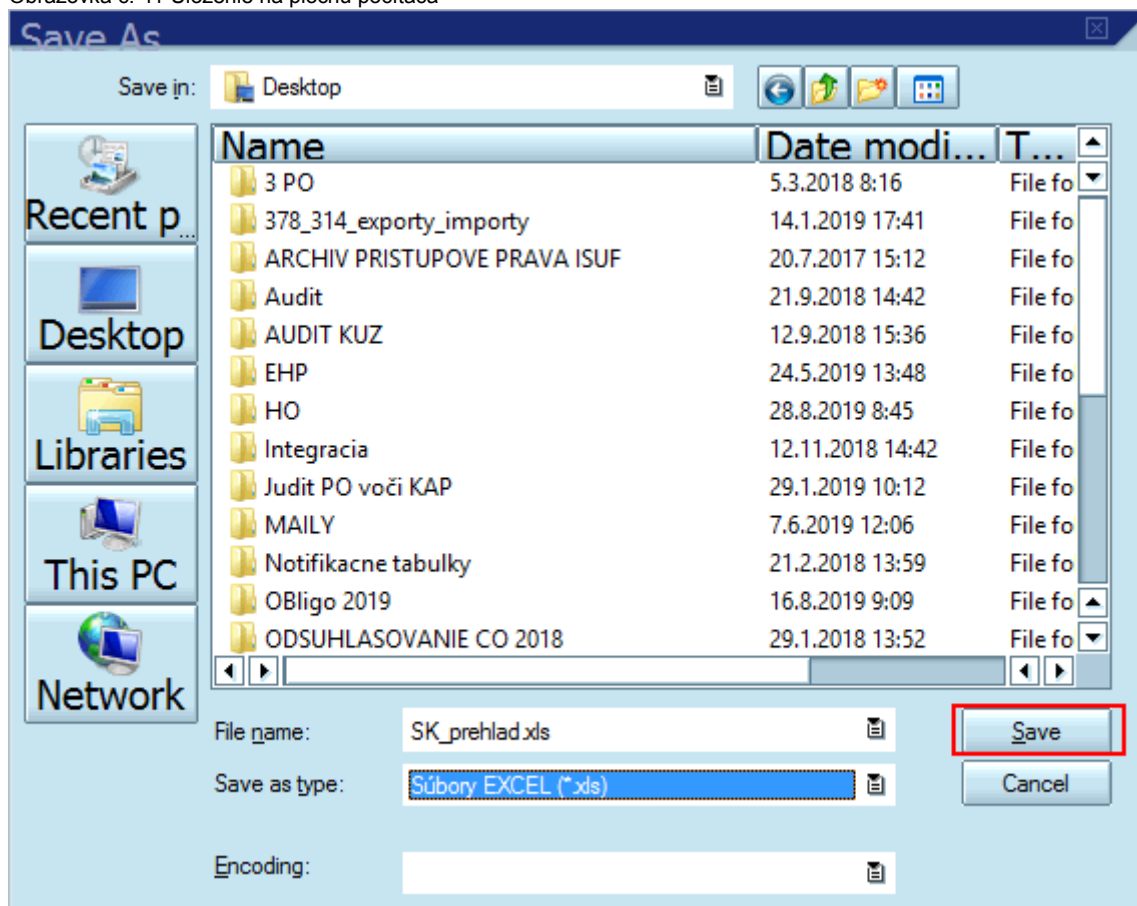 Obrazovka č. 41 Uloženie na plochu počítača
Save As
Save in: Desktop
Name Date modi... T...
3 PO 5.3.2018 8:16 File fo
378_314_exporty_importy 14.1.2019 17:41 File fo
ARCHIV PRISTUPOVE PRAVA ISUF 20.7.2017 15:12 File fo
Audit 21.9.2018 14:42 File fo
AUDIT KUZ 12.9.2018 15:36 File fo
EHP 24.5.2019 13:48 File fo
HO 28.8.2019 8:45 File fo
Integracia 12.11.2018 14:42 File fo
Judit PO voči KAP 29.1.2019 10:12 File fo
MAILY 7.6.2019 12:06 File fo
Notifikacne tabulky 21.2.2018 13:59 File fo
OBligo 2019 16.8.2019 9:09 File fo
ODSUHLASOVANIE CO 2018 29.1.2018 13:52 File fo
Recent p...
Desktop
Libraries
This PC
Network
File name: SK_prehlad.xls Save
Save as type: Súbory EXCEL (*.xls) Cancel
Encoding: